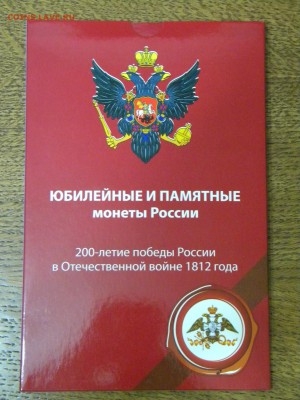 ЮБИЛЕЙНЫЕ И ПАМЯТНЫЕ
монеты России
200-летие победы России
в Отечественной войне 1812 года